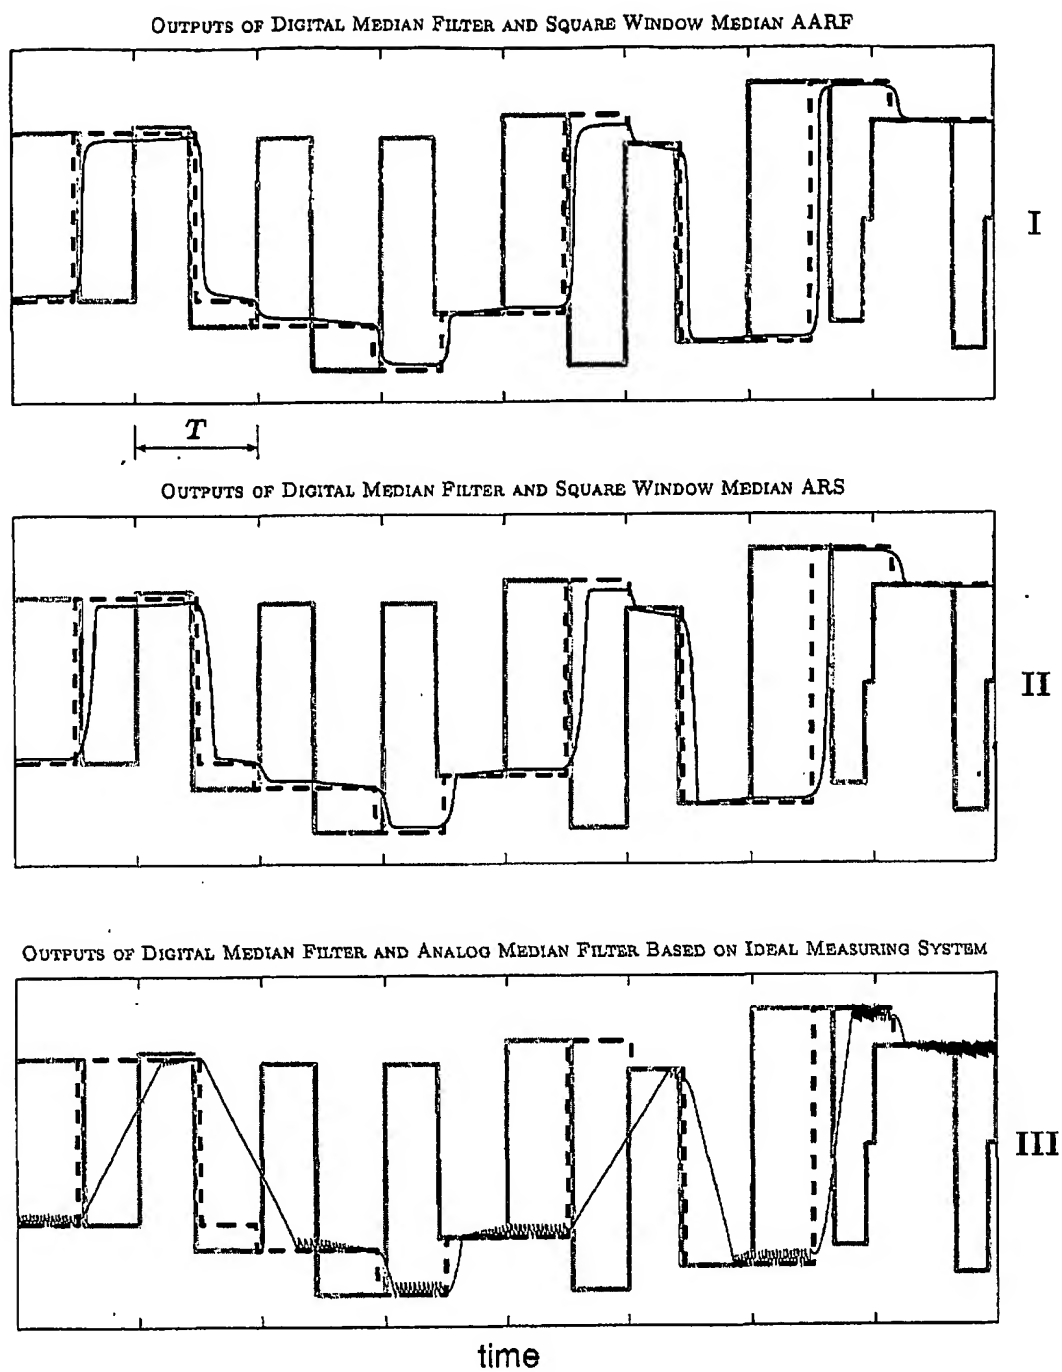 OUTPUTS OF DIGITAL MEDIAN FILTER AND SQUARE WINDOW MEDIAN AARF
I
T
OUTPUTS OF DIGITAL MEDIAN FILTER AND SQUARE WINDOW MEDIAN ARS
II
OUTPUTS OF DIGITAL MEDIAN FILTER AND ANALOG MEDIAN FILTER BASED ON IDEAL MEASURING SYSTEM
III
time